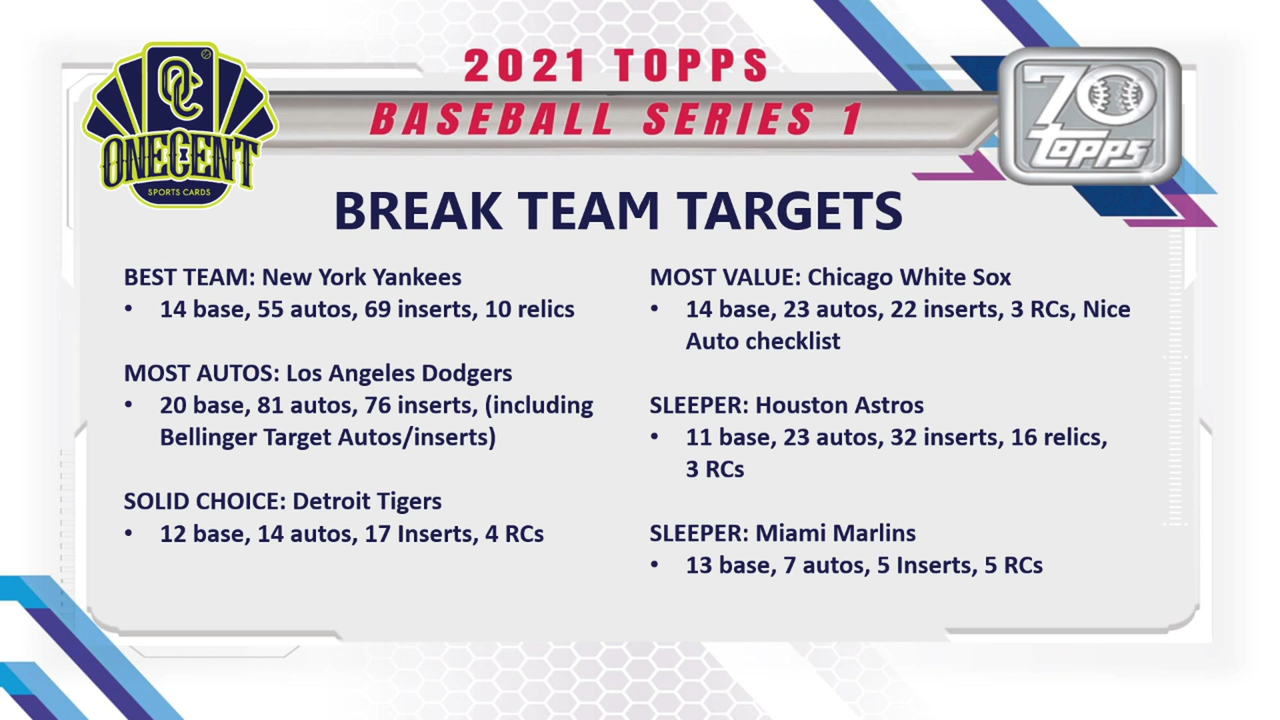 2021 TOPPS
BASEBALL SERIES 1
OC
ONECENT
SPORTS CARDS
70
topps
BREAK TEAM TARGETS
BEST TEAM: New York Yankees
• 14 base, 55 autos, 69 inserts, 10 relics
MOST AUTOS: Los Angeles Dodgers
• 20 base, 81 autos, 76 inserts, (including
Bellinger Target Autos/inserts)
SOLID CHOICE: Detroit Tigers
• 12 base, 14 autos, 17 Inserts, 4 RCs
MOST VALUE: Chicago White Sox
• 14 base, 23 autos, 22 inserts, 3 RCs, Nice
Auto checklist
SLEEPER: Houston Astros
• 11 base, 23 autos, 32 inserts, 16 relics,
3 RCs
SLEEPER: Miami Marlins
• 13 base, 7 autos, 5 Inserts, 5 RCs